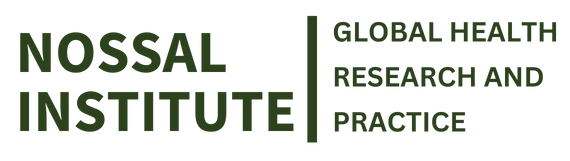 NOSSAL
INSTITUTE
GLOBAL HEALTH
RESEARCH AND
PRACTICE